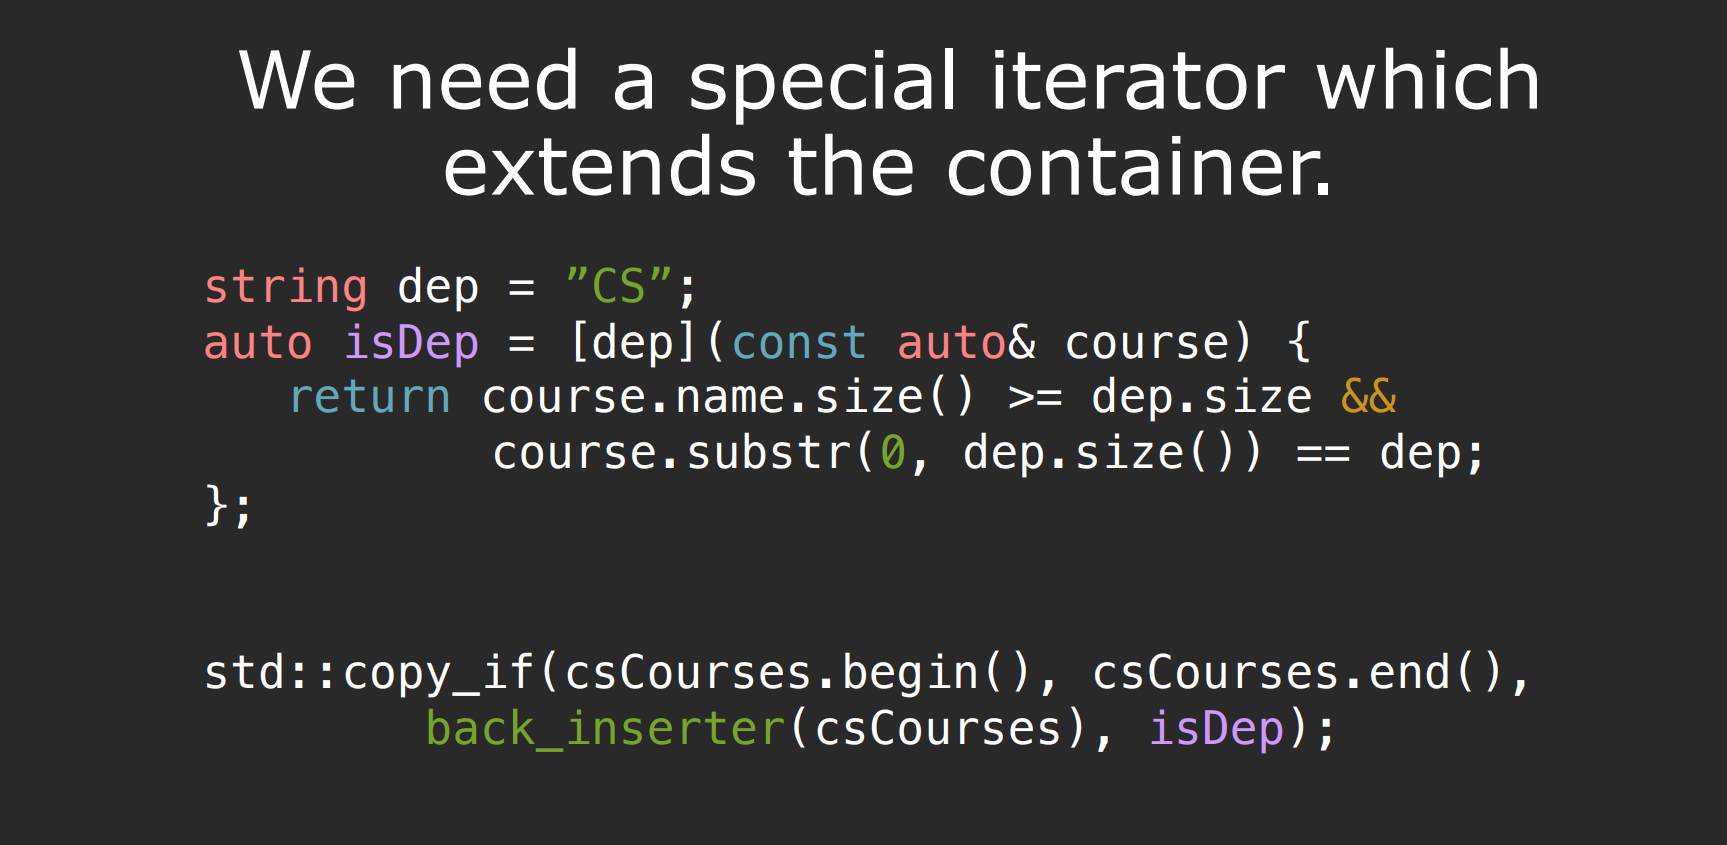 We need a special iterator which
extends the container.
string dep = ”CS”;
auto isDep = [dep](const auto& course) {
return course.name.size() >= dep.size &&
course.substr(0, dep.size()) == dep;
};
std::copy_if(csCourses.begin(), csCourses.end(),
back_inserter(csCourses), isDep);